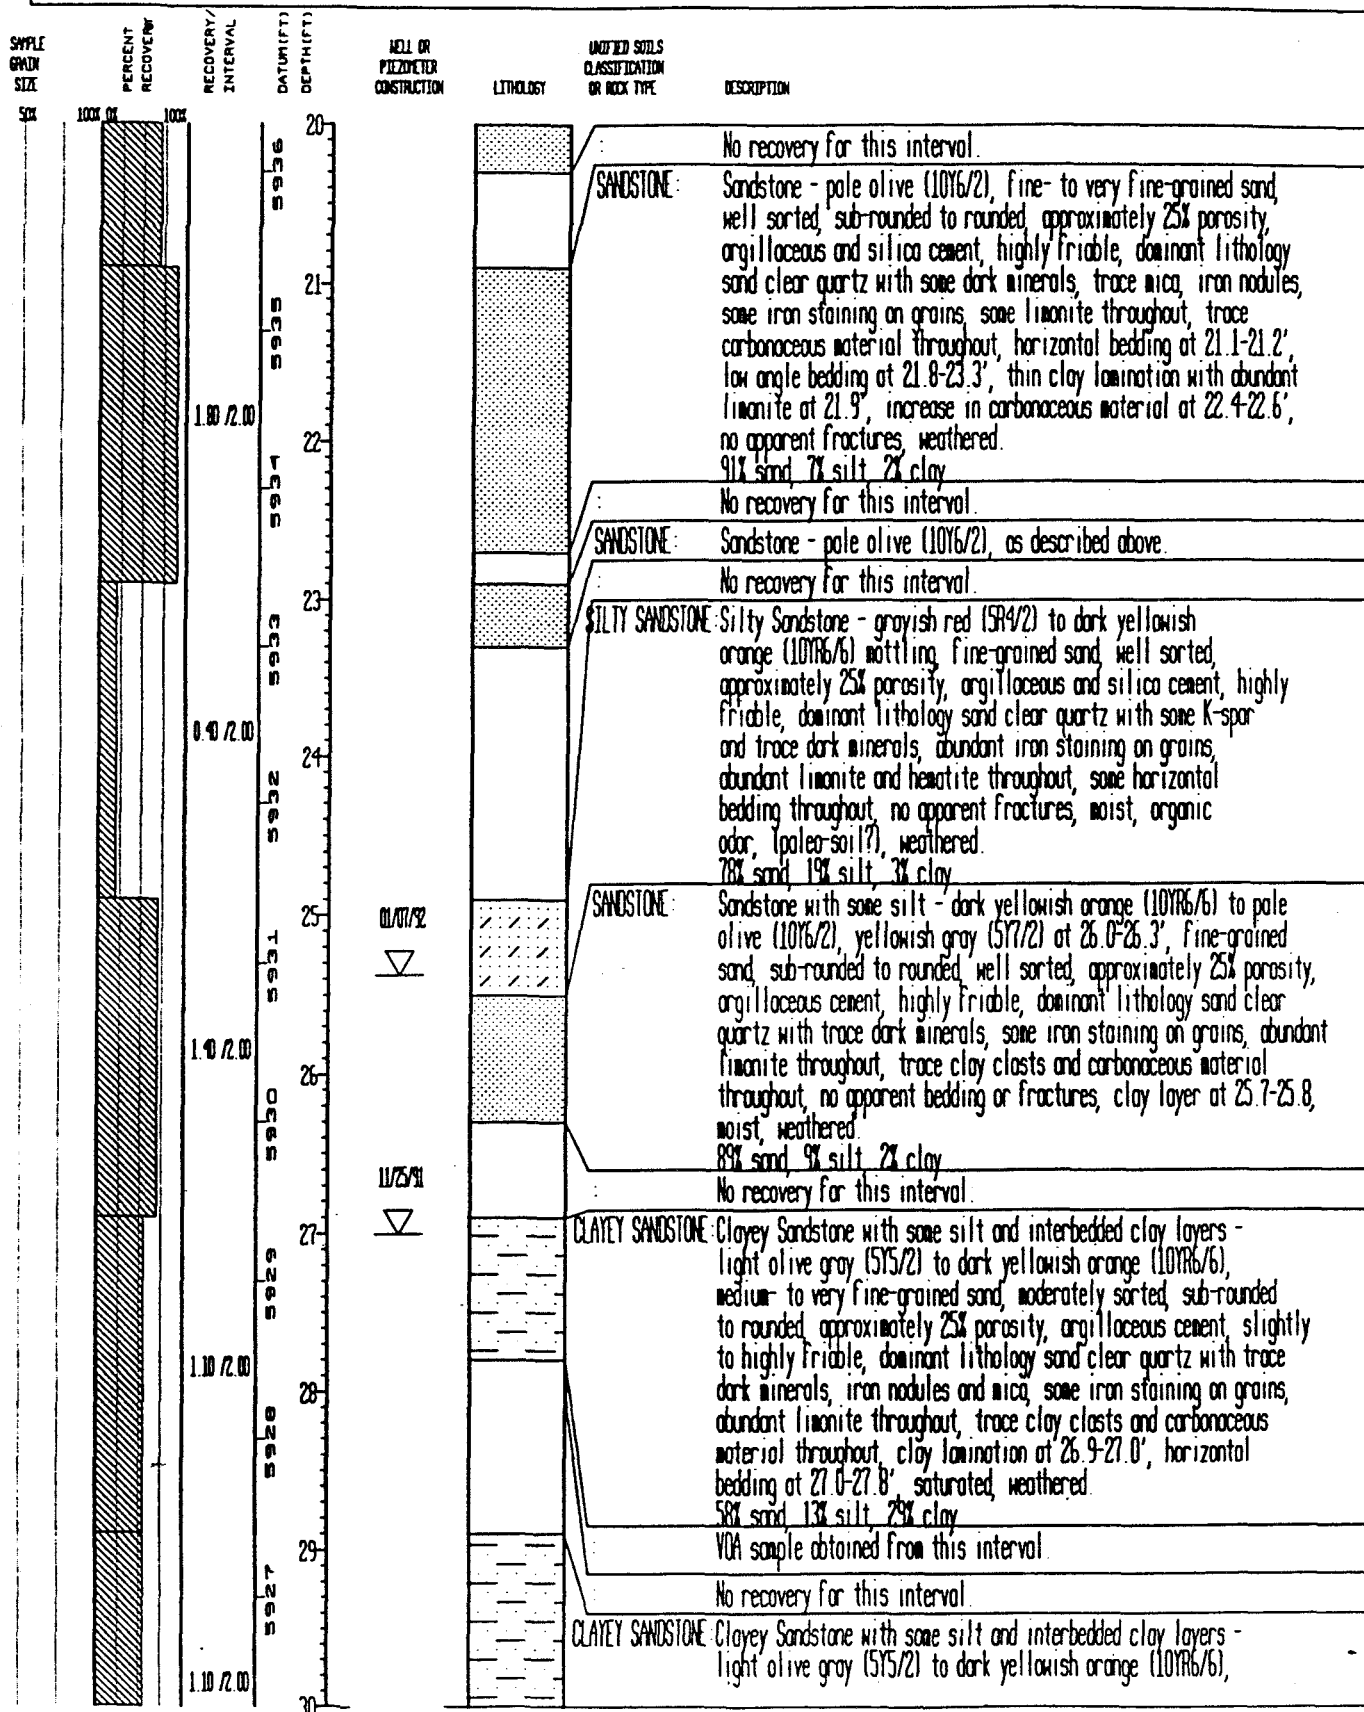 SAMPLE GRAIN SIZE
PERCENT RECOVERY
RECOVERY/ INTERVAL
DATUM(FT)
DEPTH(FT)
WELL OR PIEZOMETER CONSTRUCTION
LITHOLOGY
UNIFIED SOILS CLASSIFICATION OR ROCK TYPE
DESCRIPTION
50% 100% 0% 100%
20
: No recovery for this interval.
5936
SANDSTONE: Sandstone - pale olive (10Y6/2), fine- to very fine-grained sand,
well sorted, sub-rounded to rounded, approximately 25% porosity,
argillaceous and silica cement, highly friable, dominant lithology
sand clear quartz with some dark minerals, trace mica, iron nodules,
21
some iron staining on grains, some limonite throughout, trace
5935
carbonaceous material throughout, horizontal bedding at 21.1-21.2',
low angle bedding at 21.8-23.3', thin clay lamination with abundant
1.80 /2.00
limonite at 21.9', increase in carbonaceous material at 22.4-22.6',
22
no apparent fractures, weathered.
91% sand, 7% silt, 2% clay
5934
: No recovery for this interval.
SANDSTONE: Sandstone - pale olive (10Y6/2), as described above.
: No recovery for this interval.
23
SILTY SANDSTONE: Silty Sandstone - grayish red (5R4/2) to dark yellowish
5933
orange (10YR6/6) mottling, fine-grained sand, well sorted,
approximately 25% porosity, argillaceous and silica cement, highly
0.40 /2.00
friable, dominant lithology sand clear quartz with some K-spar
24
and trace dark minerals, abundant iron staining on grains,
5932
abundant limonite and hematite throughout, some horizontal
bedding throughout, no apparent fractures, moist, organic
odor, (paleo-soil?), weathered.
78% sand, 19% silt, 3% clay
25
01/07/92
SANDSTONE: Sandstone with some silt - dark yellowish orange (10YR6/6) to pale
olive (10Y6/2), yellowish gray (5Y7/2) at 26.0-26.3', fine-grained
5931
sand, sub-rounded to rounded, well sorted, approximately 25% porosity,
argillaceous cement, highly friable, dominant lithology sand clear
1.40 /2.00
quartz with trace dark minerals, some iron staining on grains, abundant
26
limonite throughout, trace clay clasts and carbonaceous material
throughout, no apparent bedding or fractures, clay layer at 25.7-25.8,
5930
moist, weathered.
89% sand, 9% silt, 2% clay
11/25/91
: No recovery for this interval.
27
CLAYEY SANDSTONE: Clayey Sandstone with some silt and interbedded clay layers -
light olive gray (5Y5/2) to dark yellowish orange (10YR6/6),
5929
medium- to very fine-grained sand, moderately sorted, sub-rounded
to rounded, approximately 25% porosity, argillaceous cement, slightly
1.10 /2.00
to highly friable, dominant lithology sand clear quartz with trace
28
dark minerals, iron nodules and mica, some iron staining on grains,
abundant limonite throughout, trace clay clasts and carbonaceous
5928
material throughout, clay lamination at 26.9-27.0', horizontal
bedding at 27.0-27.8', saturated, weathered.
58% sand, 13% silt, 29% clay
29
VOA sample obtained from this interval.
5927
: No recovery for this interval
CLAYEY SANDSTONE: Clayey Sandstone with some silt and interbedded clay layers -
1.10 /2.00
light olive gray (5Y5/2) to dark yellowish orange (10YR6/6),
30